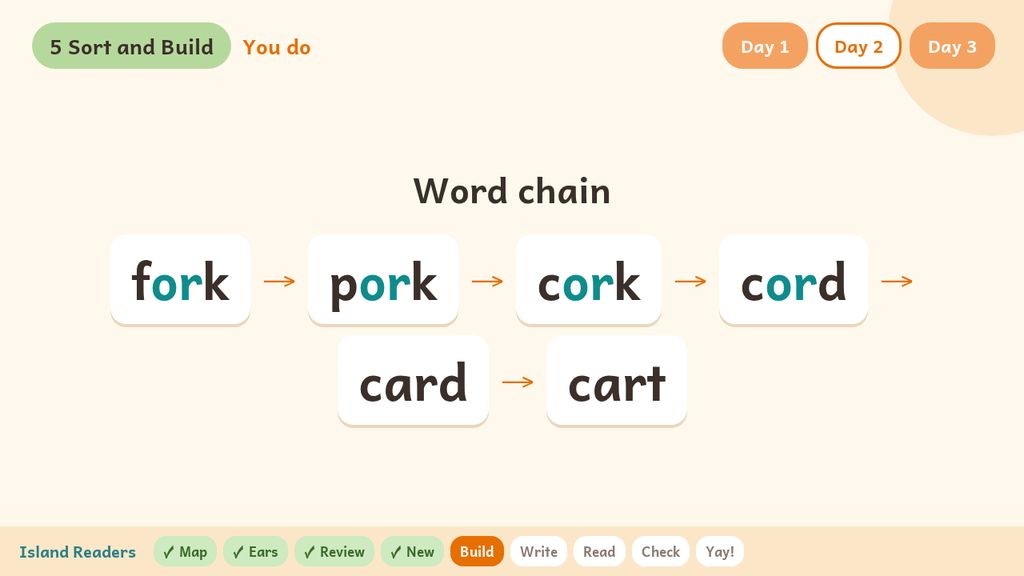 5 Sort and Build You do Day 1 Day 2 Day 3
Word chain
fork → pork → cork → cord →
card → cart
Island Readers ✓ Map ✓ Ears ✓ Review ✓ New Build Write Read Check Yay!